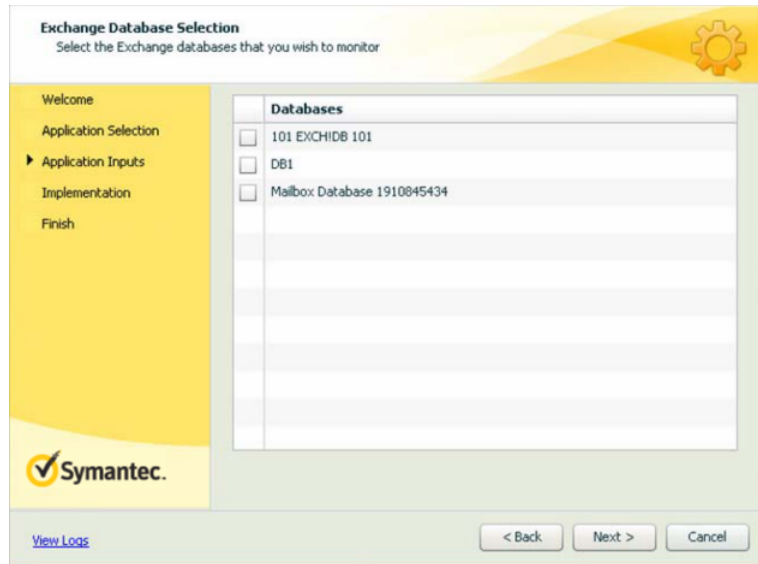 Exchange Database Selection
Select the Exchange databases that you wish to monitor
Welcome
Application Selection
Application Inputs
Implementation
Finish
Databases
101 EXCH!DB 101
DB1
Mailbox Database 1910845434
Symantec.
View Logs
< Back
Next >
Cancel